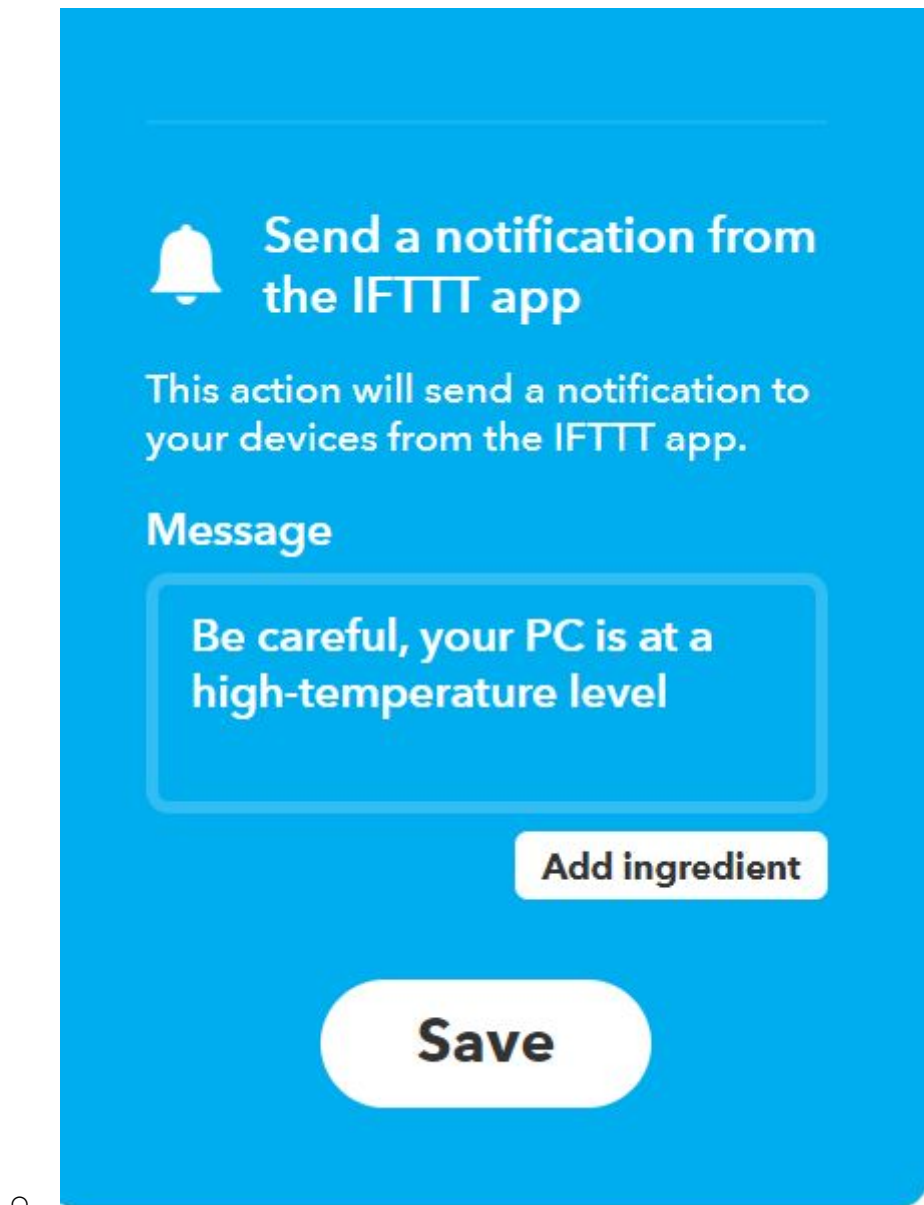 Send a notification from
the IFTTT app
This action will send a notification to
your devices from the IFTTT app.
Message
Be careful, your PC is at a
high-temperature level
Add ingredient
Save